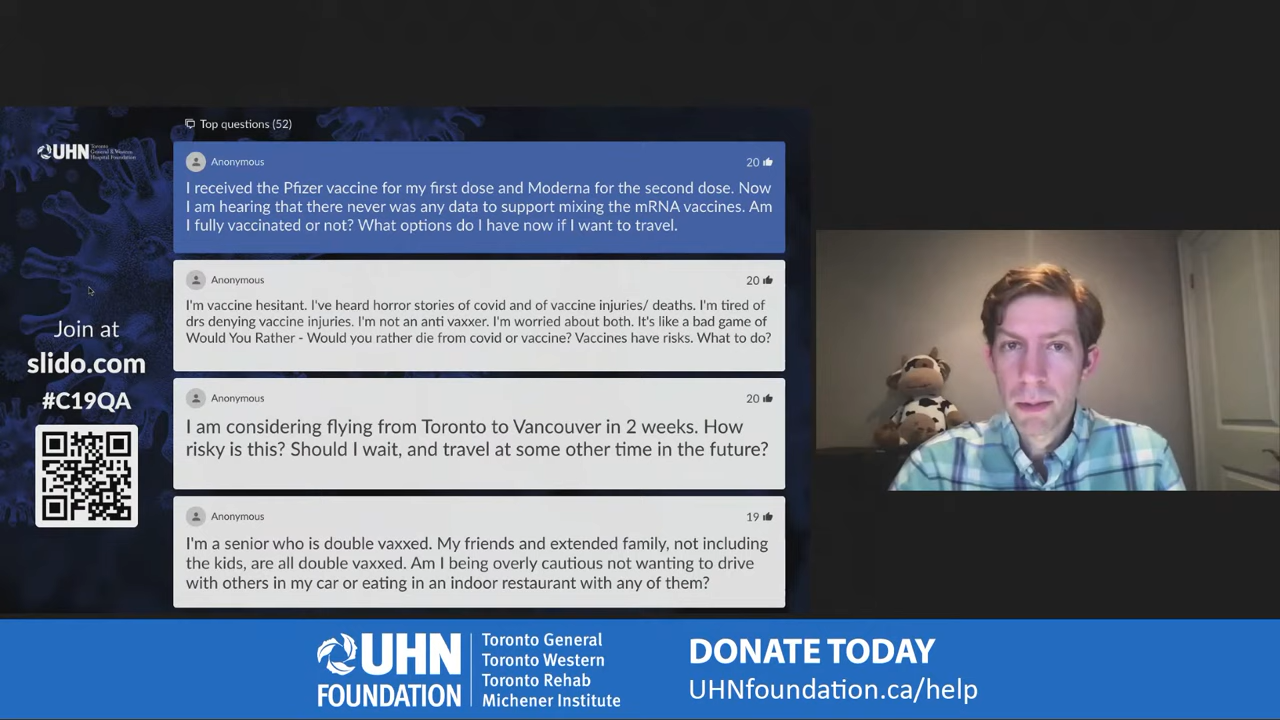 Top questions (52)
UHN Toronto
General & Western
Hospital Foundation
Anonymous 20
I received the Pfizer vaccine for my first dose and Moderna for the second dose. Now
I am hearing that there never was any data to support mixing the mRNA vaccines. Am
I fully vaccinated or not? What options do I have now if I want to travel.
Anonymous 20
I'm vaccine hesitant. I've heard horror stories of covid and of vaccine injuries/ deaths. I'm tired of
drs denying vaccine injuries. I'm not an anti vaxxer. I'm worried about both. It's like a bad game of
Would You Rather - Would you rather die from covid or vaccine? Vaccines have risks. What to do?
Join at
slido.com
#C19QA
Anonymous 20
I am considering flying from Toronto to Vancouver in 2 weeks. How
risky is this? Should I wait, and travel at some other time in the future?
Anonymous 19
I'm a senior who is double vaxxed. My friends and extended family, not including
the kids, are all double vaxxed. Am I being overly cautious not wanting to drive
with others in my car or eating in an indoor restaurant with any of them?
UHN
FOUNDATION
Toronto General
Toronto Western
Toronto Rehab
Michener Institute
DONATE TODAY
UHNfoundation.ca/help